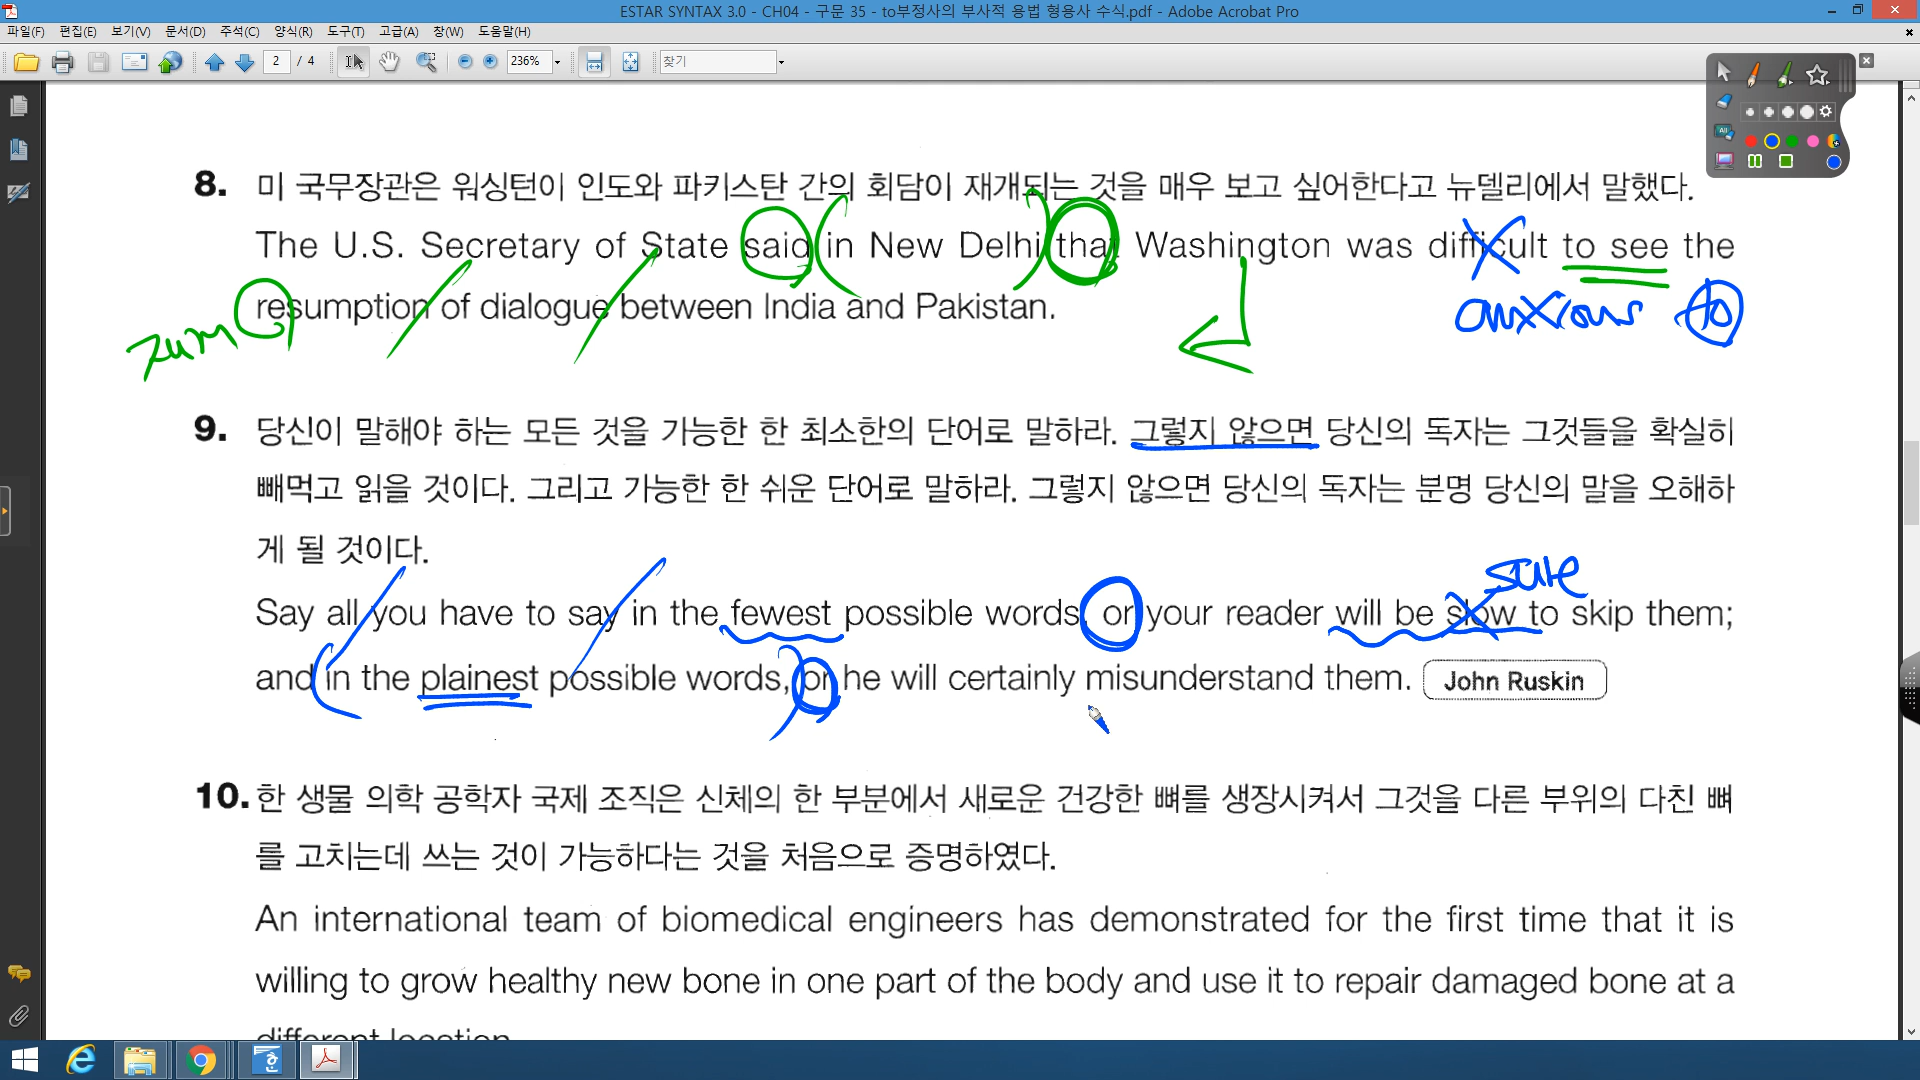 ESTAR SYNTAX 3.0 - CH04 - 구문 35 - to부정사의 부사적 용법 형용사 수식.pdf - Adobe Acrobat Pro
파일(F) 편집(E) 보기(V) 문서(D) 주석(C) 양식(R) 도구(T) 고급(A) 창(W) 도움말(H)
2 / 4 236% 찾기
8. 미 국무장관은 워싱턴이 인도와 파키스탄 간의 회담이 재개되는 것을 매우 보고 싶어한다고 뉴델리에서 말했다.
The U.S. Secretary of State said in New Delhi that Washington was difficult to see the
resumption of dialogue between India and Pakistan.
anxious to
zum
9. 당신이 말해야 하는 모든 것을 가능한 한 최소한의 단어로 말하라. 그렇지 않으면 당신의 독자는 그것들을 확실히
빼먹고 읽을 것이다. 그리고 가능한 한 쉬운 단어로 말하라. 그렇지 않으면 당신의 독자는 분명 당신의 말을 오해하
게 될 것이다.
sure
Say all you have to say in the fewest possible words, or your reader will be slow to skip them;
and in the plainest possible words, or he will certainly misunderstand them. John Ruskin
10. 한 생물 의학 공학자 국제 조직은 신체의 한 부분에서 새로운 건강한 뼈를 생장시켜서 그것을 다른 부위의 다친 뼈
를 고치는데 쓰는 것이 가능하다는 것을 처음으로 증명하였다.
An international team of biomedical engineers has demonstrated for the first time that it is
willing to grow healthy new bone in one part of the body and use it to repair damaged bone at a
different location.